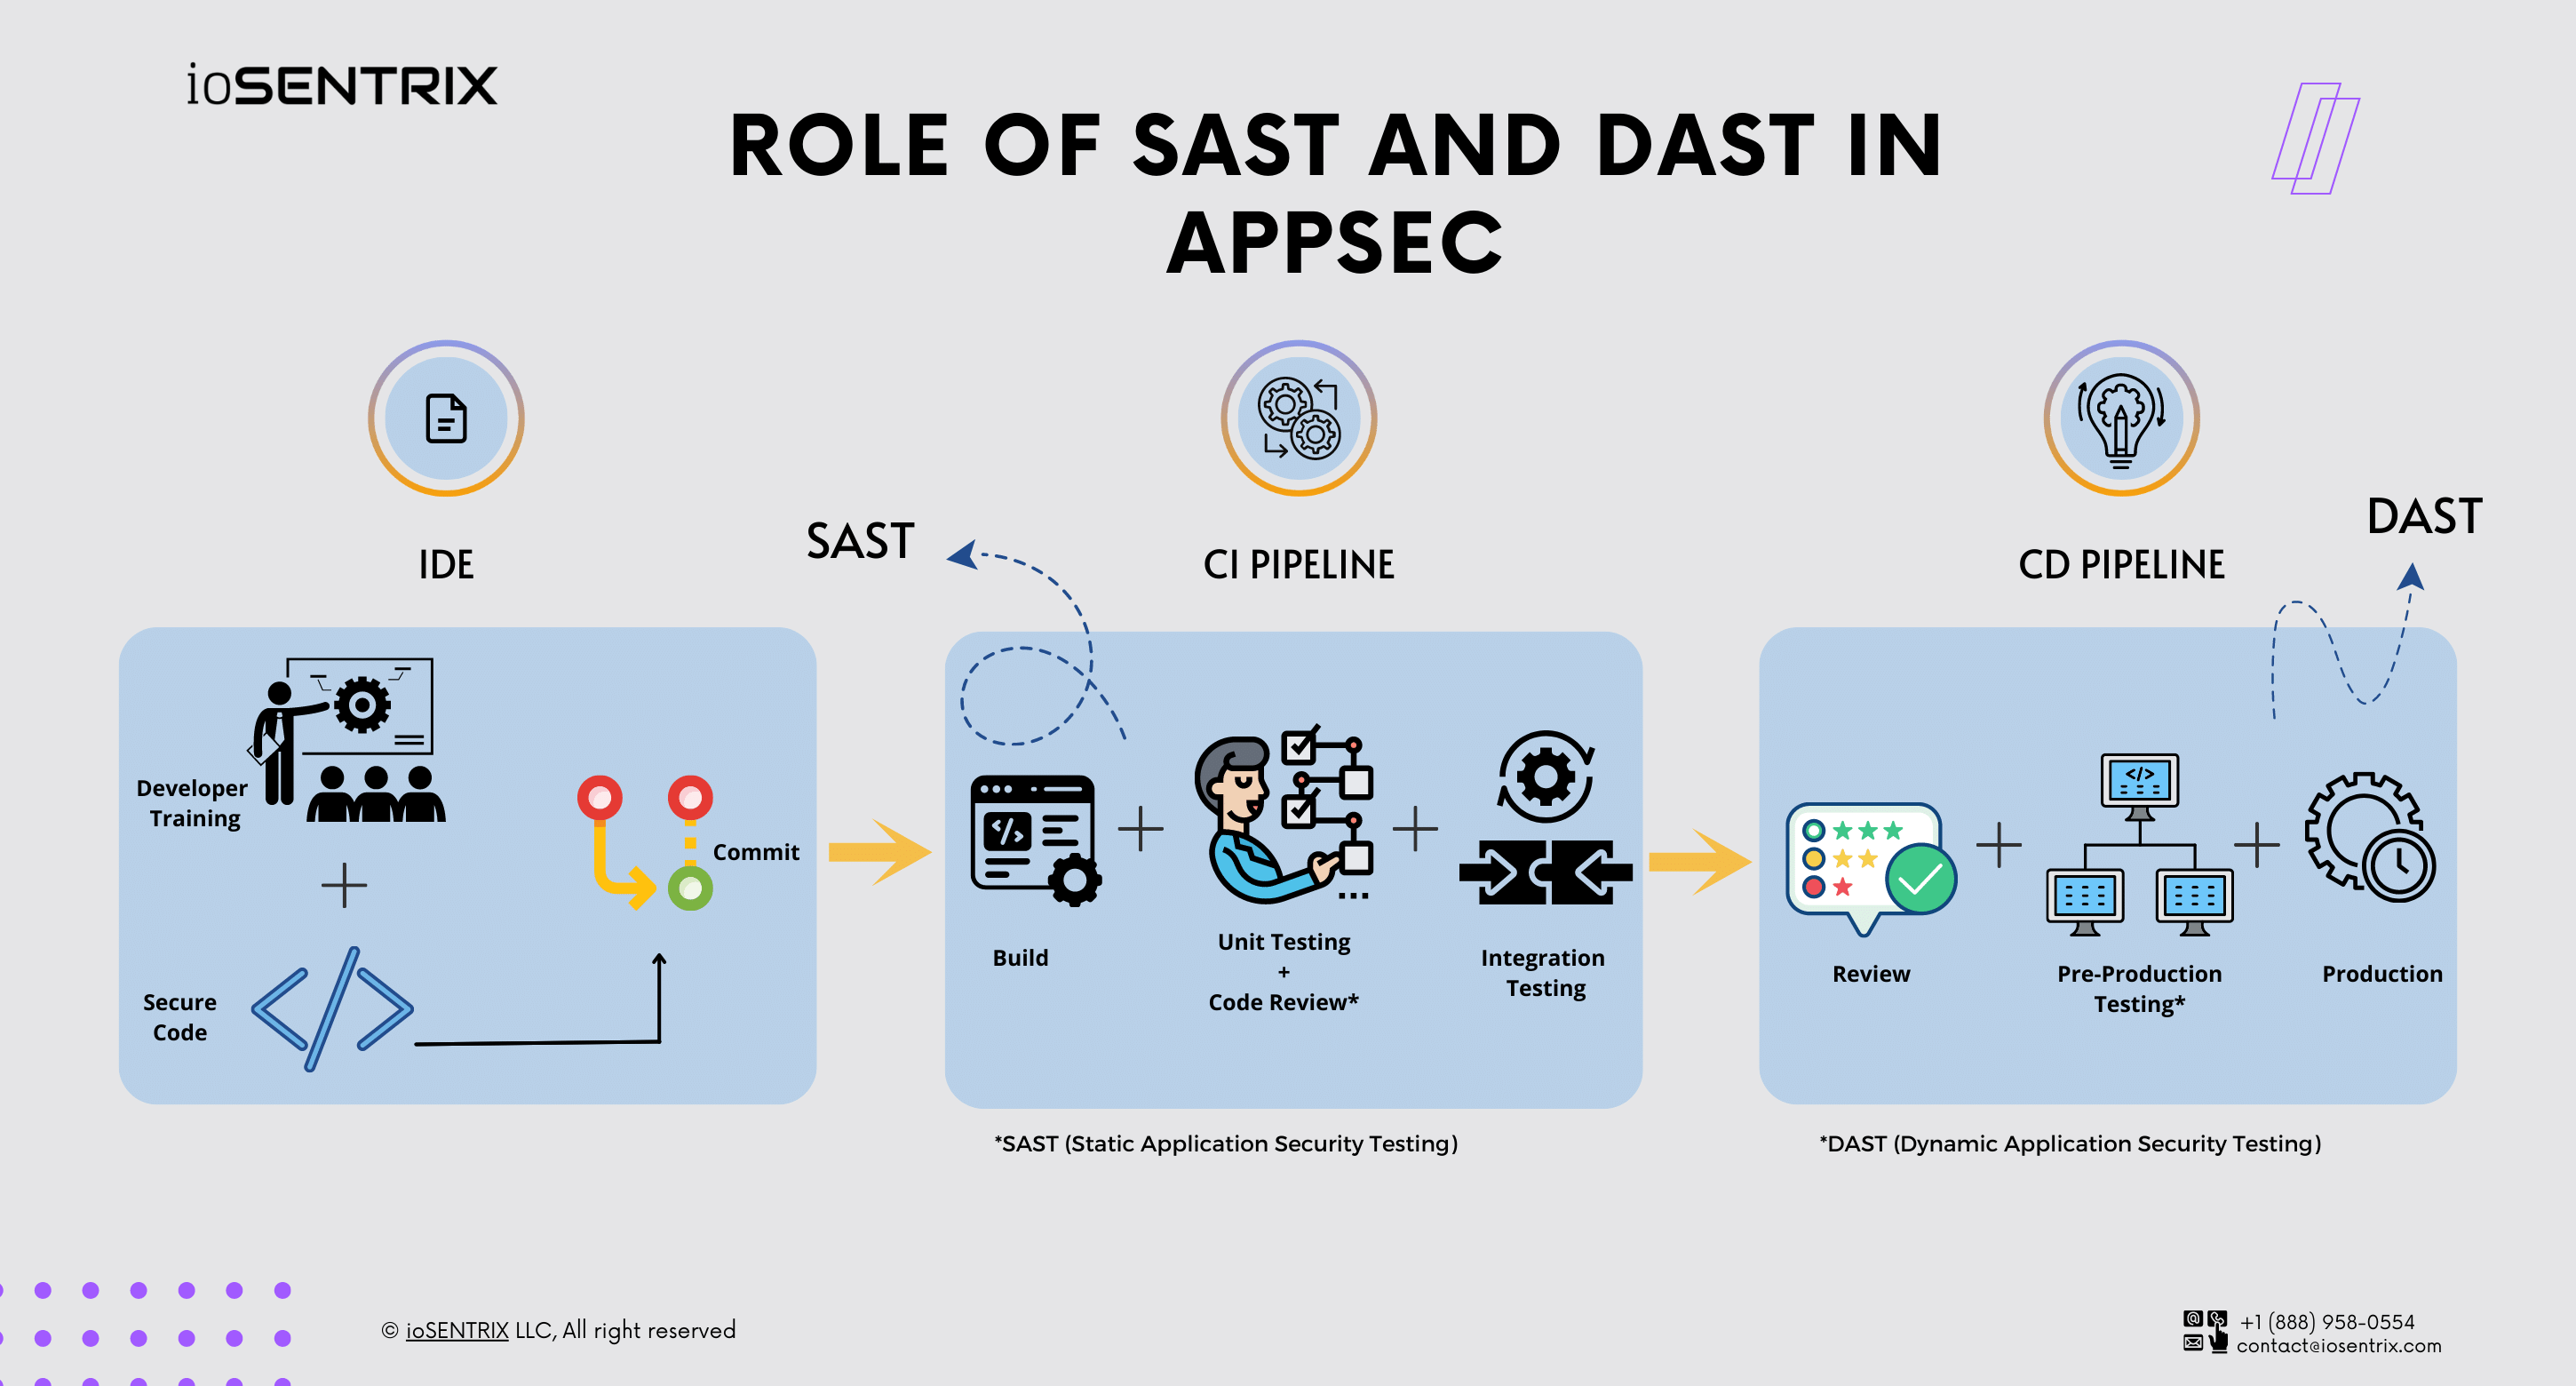 ioSENTRIX
ROLE OF SAST AND DAST IN
APPSEC
IDE
SAST
CI PIPELINE
CD PIPELINE
DAST
Developer
Training
Secure
Code
Commit
Build
Unit Testing
+
Code Review*
Integration
Testing
Review
Pre-Production
Testing*
Production
*SAST (Static Application Security Testing)
*DAST (Dynamic Application Security Testing)
© ioSENTRIX LLC, All right reserved
+1 (888) 958-0554
contact@iosentrix.com